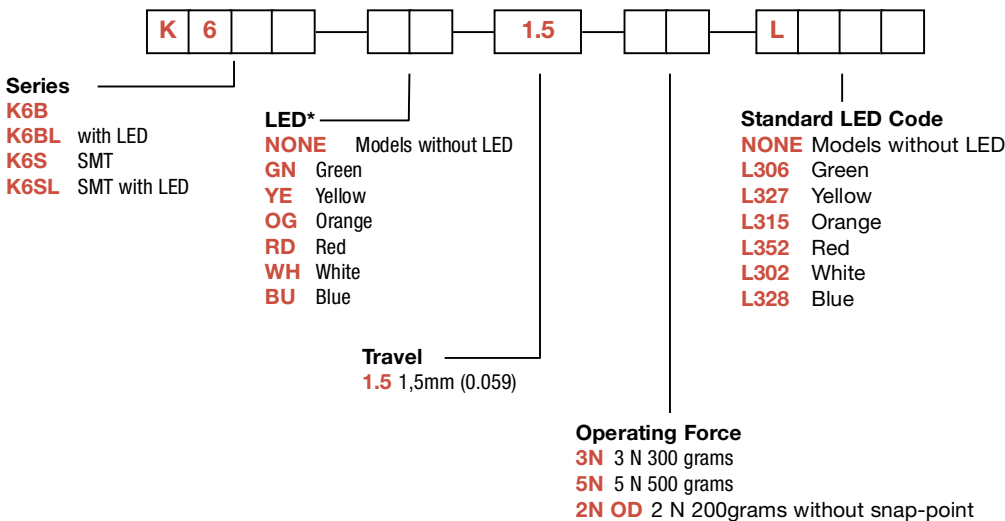 K 6 1.5 L
Series
K6B
K6BL with LED
K6S SMT
K6SL SMT with LED
LED*
NONE Models without LED
GN Green
YE Yellow
OG Orange
RD Red
WH White
BU Blue
Travel
1.5 1,5mm (0.059)
Operating Force
3N 3 N 300 grams
5N 5 N 500 grams
2N OD 2 N 200grams without snap-point
Standard LED Code
NONE Models without LED
L306 Green
L327 Yellow
L315 Orange
L352 Red
L302 White
L328 Blue